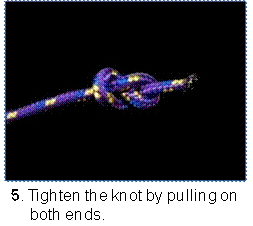 5. Tighten the knot by pulling on
both ends.